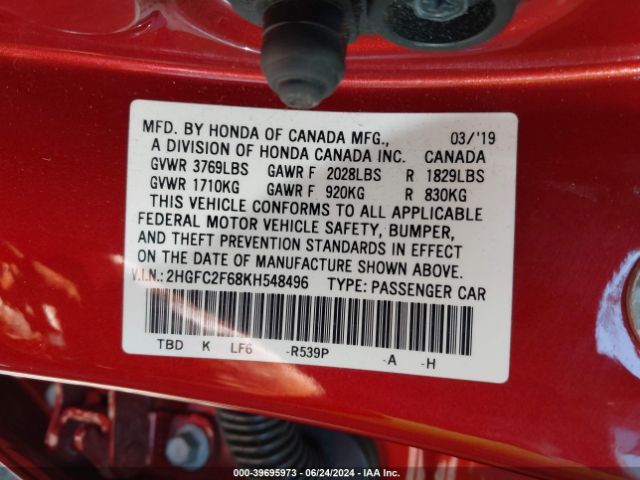 MFD. BY HONDA OF CANADA MFG., 03/'19
A DIVISION OF HONDA CANADA INC. CANADA
GVWR 3769LBS GAWR F 2028LBS R 1829LBS
GVWR 1710KG GAWR F 920KG R 830KG
THIS VEHICLE CONFORMS TO ALL APPLICABLE
FEDERAL MOTOR VEHICLE SAFETY, BUMPER,
AND THEFT PREVENTION STANDARDS IN EFFECT
ON THE DATE OF MANUFACTURE SHOWN ABOVE.
V.I.N.: 2HGFC2F68KH548496 TYPE: PASSENGER CAR
TBD K LF6 -R539P -A -H
000-39695973 | 06/24/2024 | IAA Inc.